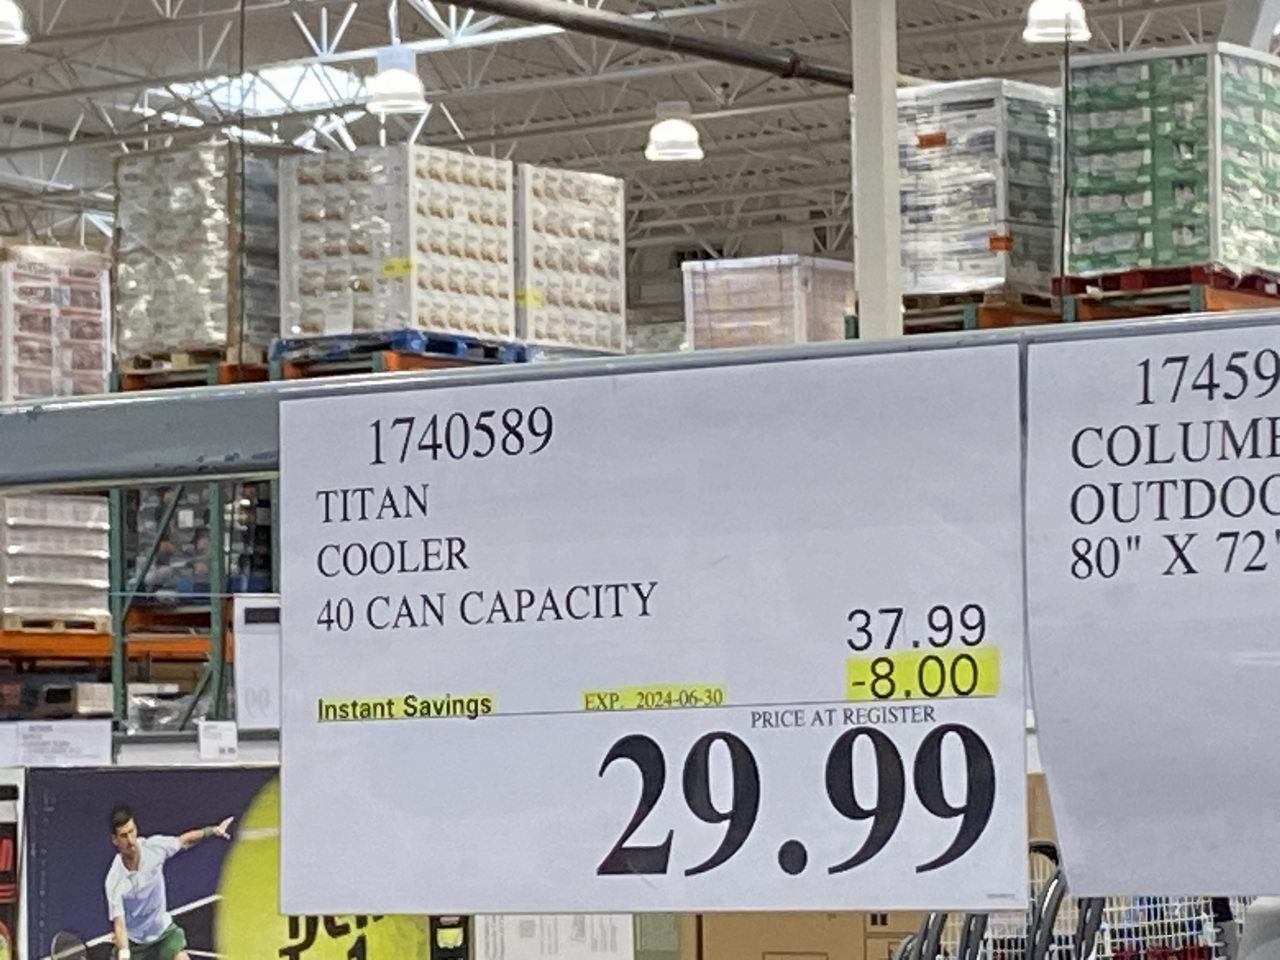 1740589
TITAN
COOLER
40 CAN CAPACITY
37.99
-8.00
Instant Savings
EXP. 2024-06-30
PRICE AT REGISTER
29.99
17459
COLUM
OUTDOO
80" X 72"